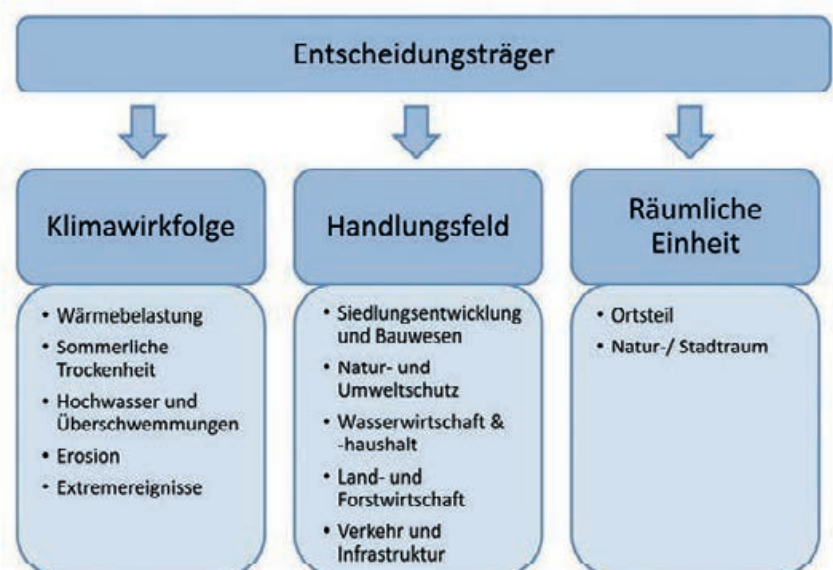 Entscheidungsträger
Klimawirkfolge
• Wärmebelastung
• Sommerliche
Trockenheit
• Hochwasser und
Überschwemmungen
• Erosion
• Extremereignisse
Handlungsfeld
• Siedlungsentwicklung
und Bauwesen
• Natur- und
Umweltschutz
• Wasserwirtschaft &
-haushalt
• Land- und
Forstwirtschaft
• Verkehr und
Infrastruktur
Räumliche
Einheit
• Ortsteil
• Natur-/ Stadtraum